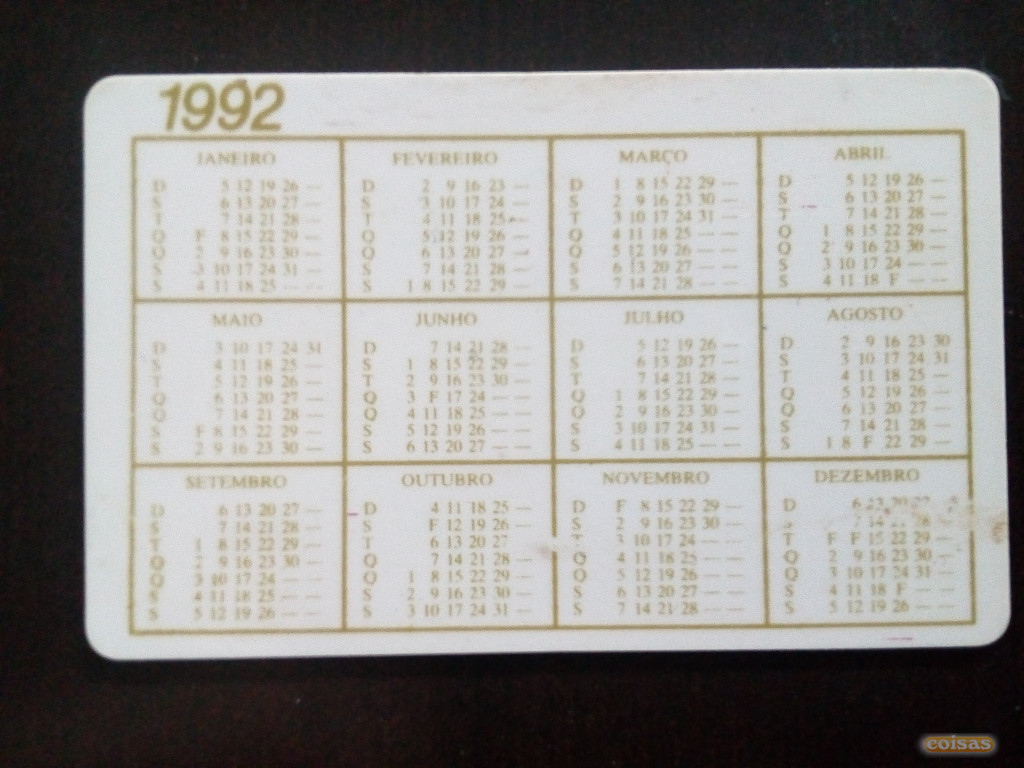 1992
JANEIRO
D 5 12 19 26 —
S 6 13 20 27 —
T 7 14 21 28 —
Q F 8 15 22 29 —
Q 2 9 16 23 30 —
S 3 10 17 24 31 —
S 4 11 18 25 — —
FEVEREIRO
D 2 9 16 23 —
S 3 10 17 24 —
T 4 11 18 25 —
Q 5 12 19 26 —
Q 6 13 20 27 —
S 7 14 21 28 —
S 1 8 15 22 29 —
MARÇO
D 1 8 15 22 29 —
S 2 9 16 23 30 —
T 3 10 17 24 31 —
Q 4 11 18 25 — —
Q 5 12 19 26 — —
S 6 13 20 27 — —
S 7 14 21 28 — —
ABRIL
D 5 12 19 26 —
S 6 13 20 27 —
T 7 14 21 28 —
Q 1 8 15 22 29 —
Q 2 9 16 23 30 —
S 3 10 17 24 — —
S 4 11 18 F — —
MAIO
D 3 10 17 24 31
S 4 11 18 25 —
T 5 12 19 26 —
Q 6 13 20 27 —
Q 7 14 21 28 —
S F 8 15 22 29 —
S 2 9 16 23 30 —
JUNHO
D 7 14 21 28 —
S 1 8 15 22 29 —
T 2 9 16 23 30 —
Q 3 F 17 24 — —
Q 4 11 18 25 — —
S 5 12 19 26 — —
S 6 13 20 27 — —
JULHO
D 5 12 19 26 —
S 6 13 20 27 —
T 7 14 21 28 —
Q 1 8 15 22 29 —
Q 2 9 16 23 30 —
S 3 10 17 24 31 —
S 4 11 18 25 — —
AGOSTO
D 2 9 16 23 30
S 3 10 17 24 31
T 4 11 18 25 —
Q 5 12 19 26 —
Q 6 13 20 27 —
S 7 14 21 28 —
S 1 8 F 22 29 —
SETEMBRO
D 6 13 20 27 —
S 7 14 21 28 —
T 1 8 15 22 29 —
Q 2 9 16 23 30 —
Q 3 10 17 24 — —
S 4 11 18 25 — —
S 5 12 19 26 — —
OUTUBRO
D 4 11 18 25 —
S F 12 19 26 —
T 6 13 20 27
Q 7 14 21 28 —
Q 1 8 15 22 29 —
S 2 9 16 23 30 —
S 3 10 17 24 31 —
NOVEMBRO
D F 8 15 22 29 —
S 2 9 16 23 30 —
T 3 10 17 24 — —
Q 4 11 18 25 — —
Q 5 12 19 26 — —
S 6 13 20 27 — —
S 7 14 21 28 — —
DEZEMBRO
D 6 13 20 27
S 7 14 21 28
T F F 15 22 29 —
Q 2 9 16 23 30 —
Q 3 10 17 24 31 —
S 4 11 18 F — —
S 5 12 19 26 — —
coisas